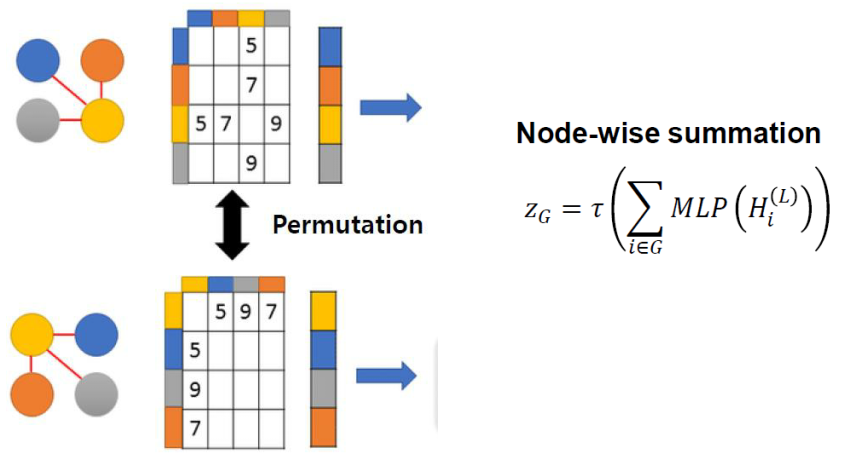 5
7
5 7 9
9
Permutation
5 9 7
5
9
7
Node-wise summation
z_G = τ(∑_{i∈G} MLP(H_i^{(L)}))